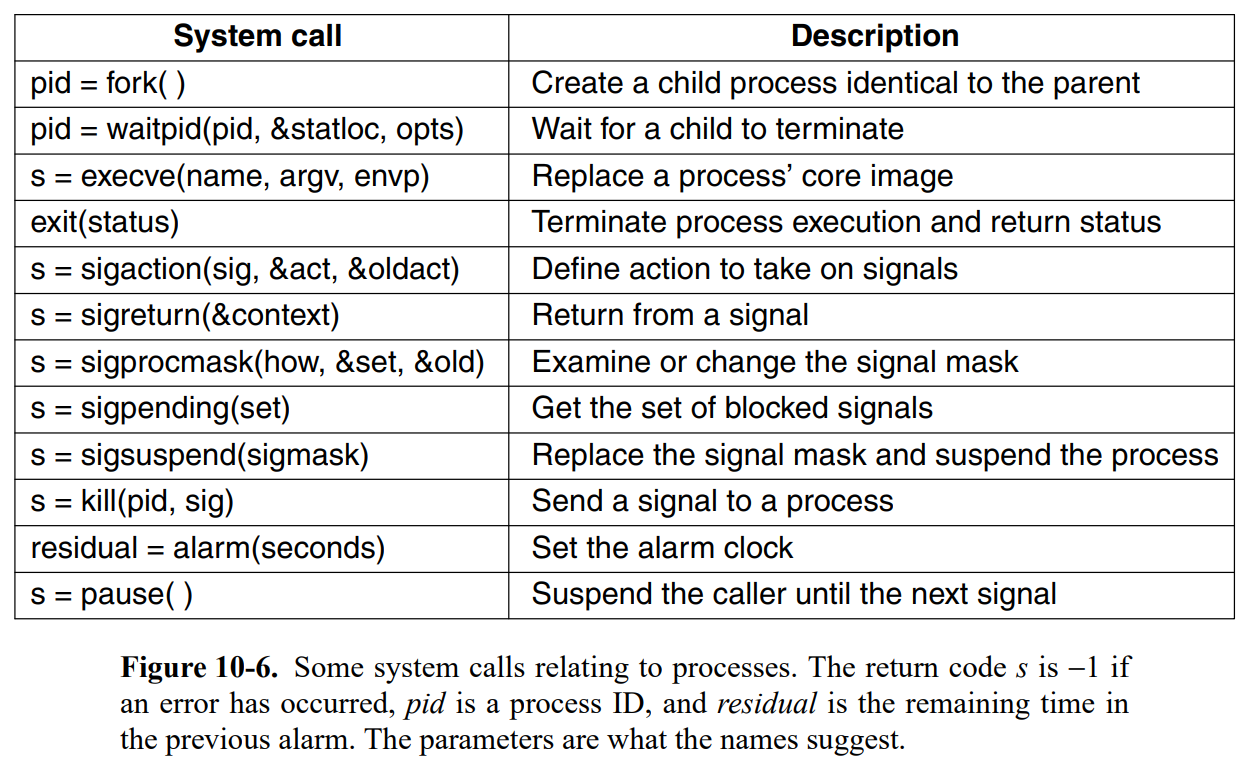 System call Description
pid = fork( ) Create a child process identical to the parent
pid = waitpid(pid, &statloc, opts) Wait for a child to terminate
s = execve(name, argv, envp) Replace a process’ core image
exit(status) Terminate process execution and return status
s = sigaction(sig, &act, &oldact) Define action to take on signals
s = sigreturn(&context) Return from a signal
s = sigprocmask(how, &set, &old) Examine or change the signal mask
s = sigpending(set) Get the set of blocked signals
s = sigsuspend(sigmask) Replace the signal mask and suspend the process
s = kill(pid, sig) Send a signal to a process
residual = alarm(seconds) Set the alarm clock
s = pause( ) Suspend the caller until the next signal
Figure 10-6. Some system calls relating to processes. The return code s is −1 if
an error has occurred, pid is a process ID, and residual is the remaining time in
the previous alarm. The parameters are what the names suggest.